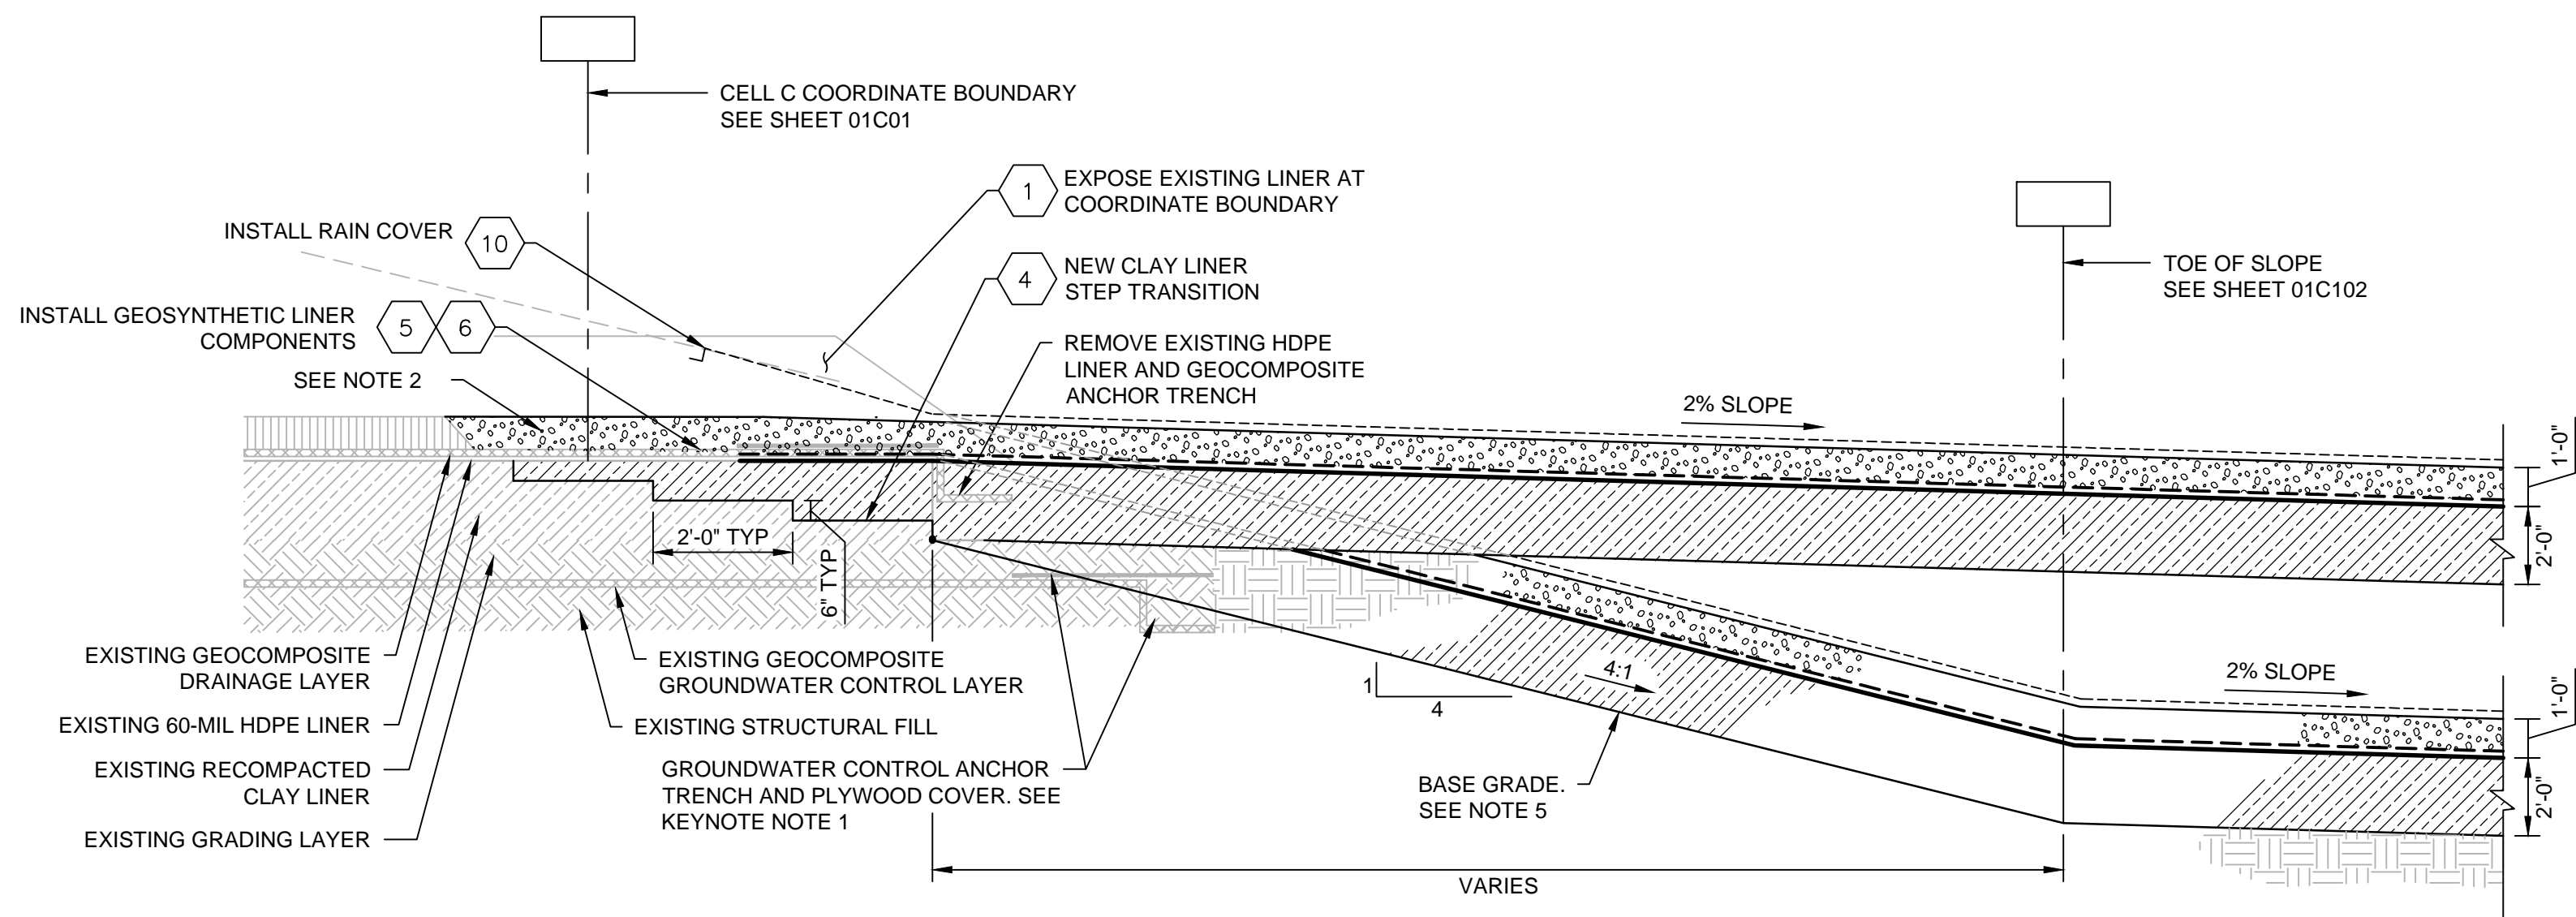 CELL C COORDINATE BOUNDARY
SEE SHEET 01C01
1
EXPOSE EXISTING LINER AT
COORDINATE BOUNDARY
INSTALL RAIN COVER
10
4
NEW CLAY LINER
STEP TRANSITION
TOE OF SLOPE
SEE SHEET 01C102
INSTALL GEOSYNTHETIC LINER
COMPONENTS
5
6
REMOVE EXISTING HDPE
LINER AND GEOCOMPOSITE
ANCHOR TRENCH
SEE NOTE 2
2% SLOPE
1'-0"
2'-0"
2'-0" TYP
6" TYP
EXISTING GEOCOMPOSITE
DRAINAGE LAYER
EXISTING GEOCOMPOSITE
GROUNDWATER CONTROL LAYER
4:1
1
4
2% SLOPE
1'-0"
2'-0"
EXISTING 60-MIL HDPE LINER
EXISTING STRUCTURAL FILL
EXISTING RECOMPACTED
CLAY LINER
GROUNDWATER CONTROL ANCHOR
TRENCH AND PLYWOOD COVER. SEE
KEYNOTE NOTE 1
BASE GRADE.
SEE NOTE 5
EXISTING GRADING LAYER
VARIES